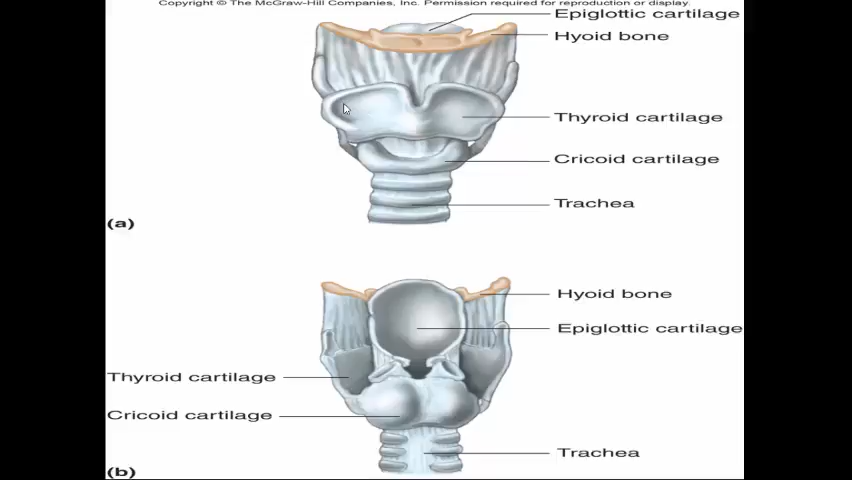 Copyright © The McGraw-Hill Companies, Inc. Permission required for reproduction or display.
Epiglottic cartilage
Hyoid bone
Thyroid cartilage
Cricoid cartilage
Trachea
(a)
Hyoid bone
Epiglottic cartilage
Thyroid cartilage
Cricoid cartilage
Trachea
(b)